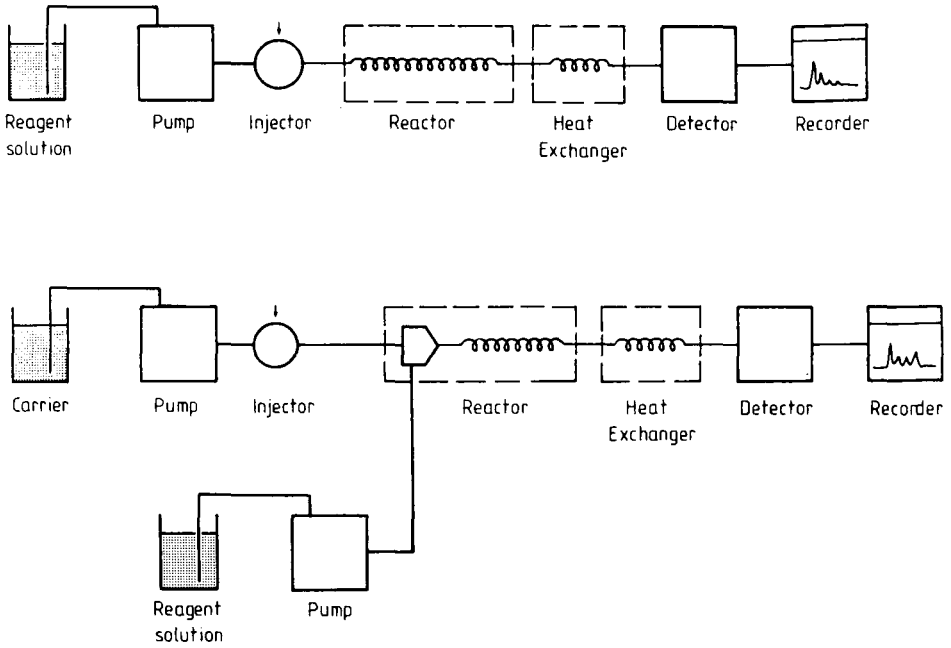 Reagent
solution
Pump
Injector
Reactor
Heat
Exchanger
Detector
Recorder
Carrier
Pump
Injector
Reactor
Heat
Exchanger
Detector
Recorder
Reagent
solution
Pump